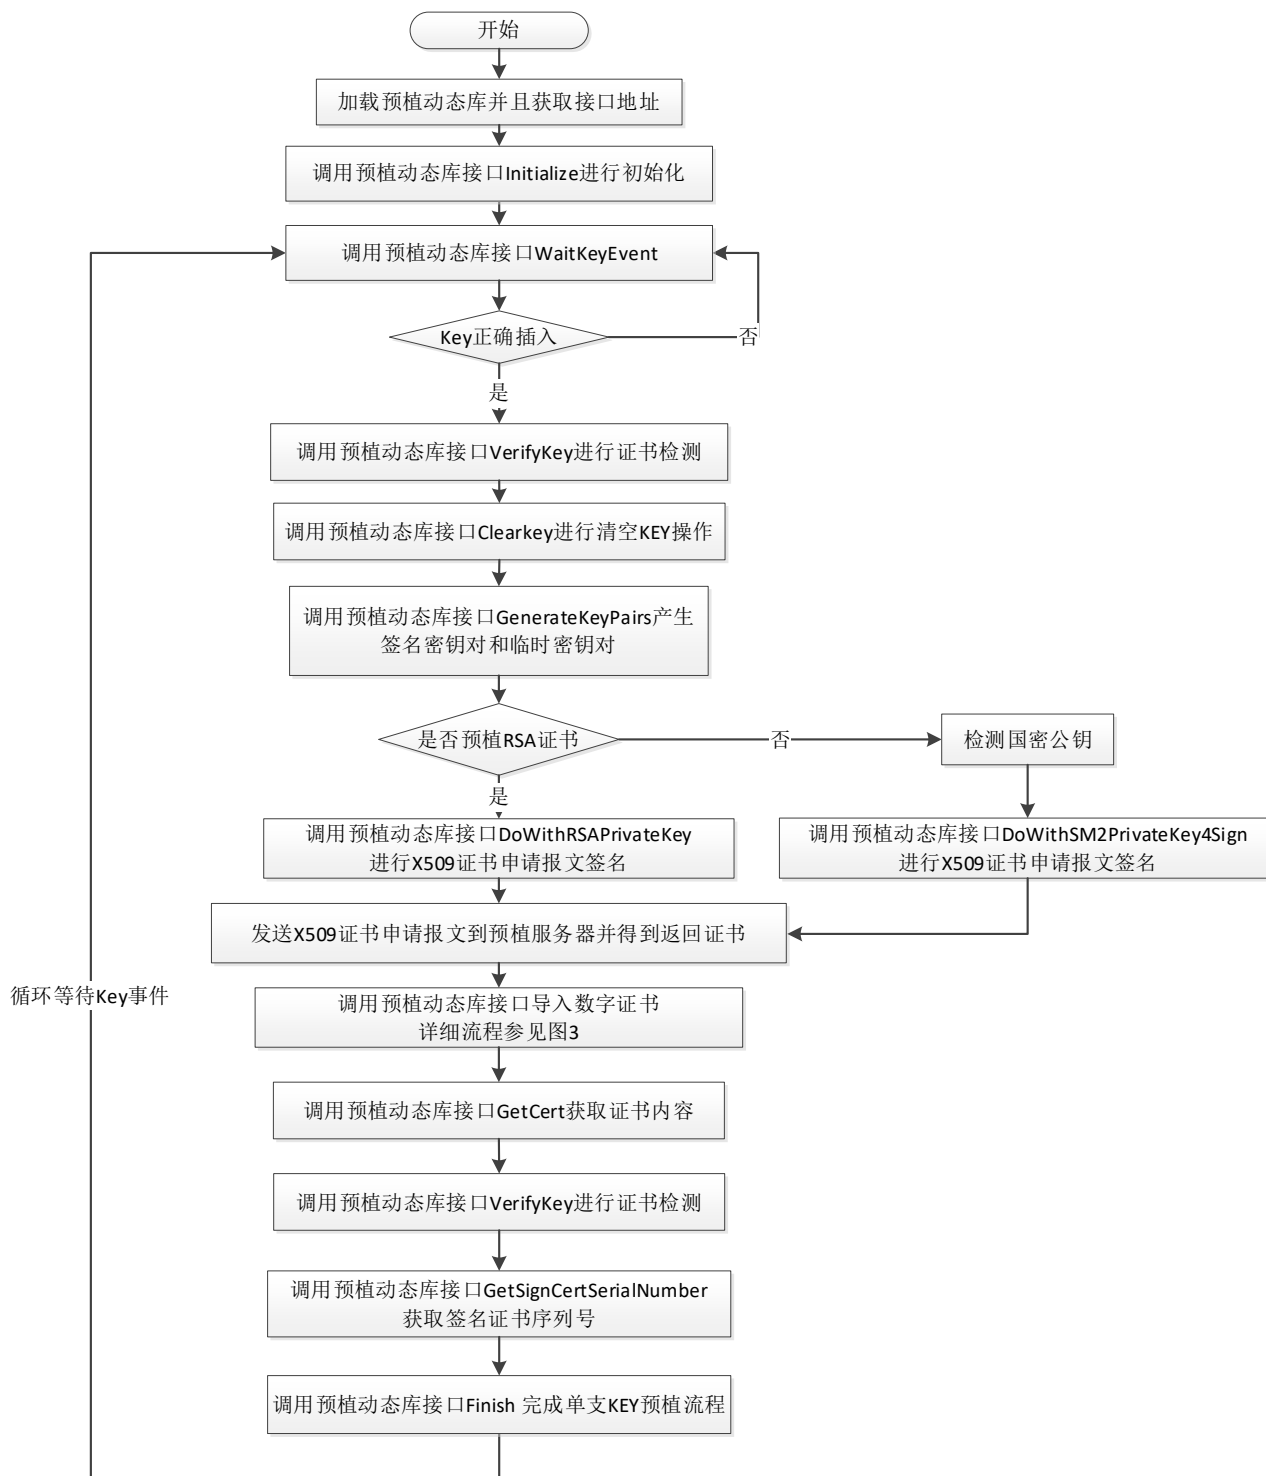 开始
加载预植动态库并且获取接口地址
调用预植动态库接口Initialize进行初始化
调用预植动态库接口WaitKeyEvent
Key正确插入
否
是
调用预植动态库接口VerifyKey进行证书检测
调用预植动态库接口Clearkey进行清空KEY操作
调用预植动态库接口GenerateKeyPairs产生
签名密钥对和临时密钥对
是否预植RSA证书
否
检测国密公钥
是
调用预植动态库接口DoWithRSAPrivateKey
进行X509证书申请报文签名
调用预植动态库接口DoWithSM2PrivateKey4Sign
进行X509证书申请报文签名
发送X509证书申请报文到预植服务器并得到返回证书
循环等待Key事件
调用预植动态库接口导入数字证书
详细流程参见图3
调用预植动态库接口GetCert获取证书内容
调用预植动态库接口VerifyKey进行证书检测
调用预植动态库接口GetSignCertSerialNumber
获取签名证书序列号
调用预植动态库接口Finish 完成单支KEY预植流程